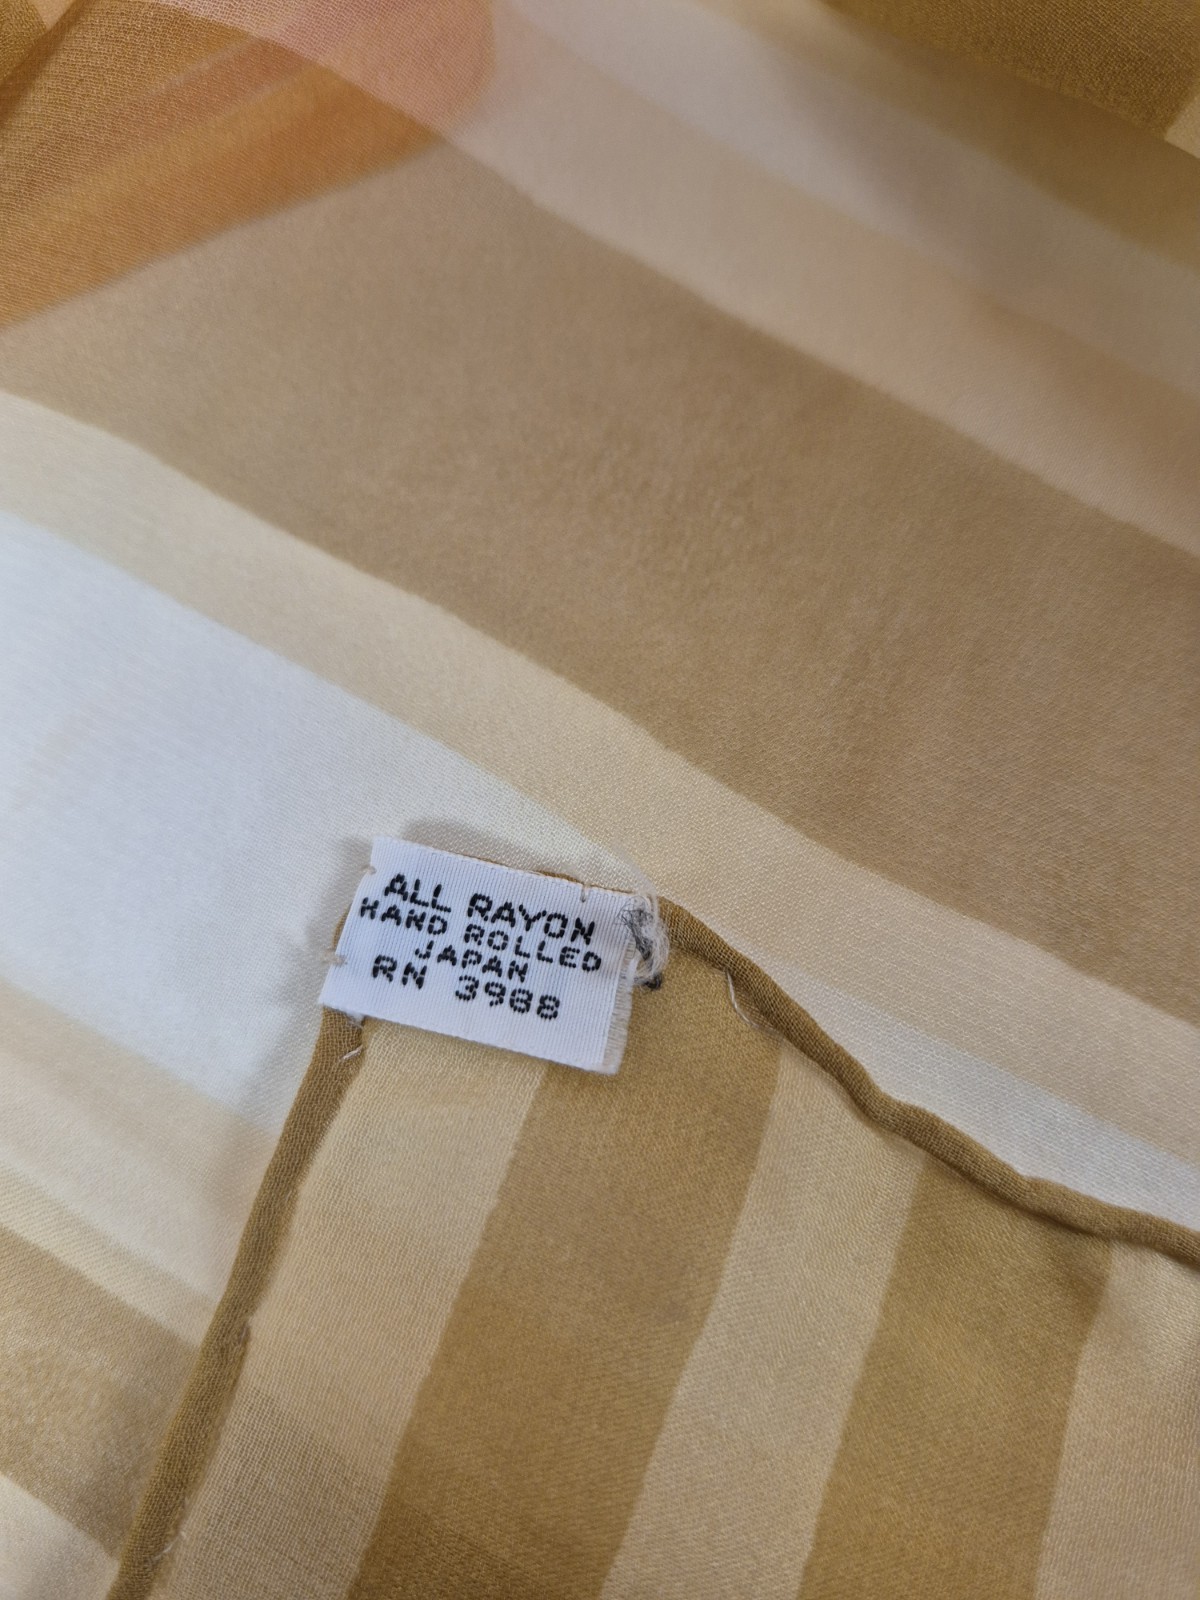 ALL RAYON
HAND ROLLED
JAPAN
RN 3988